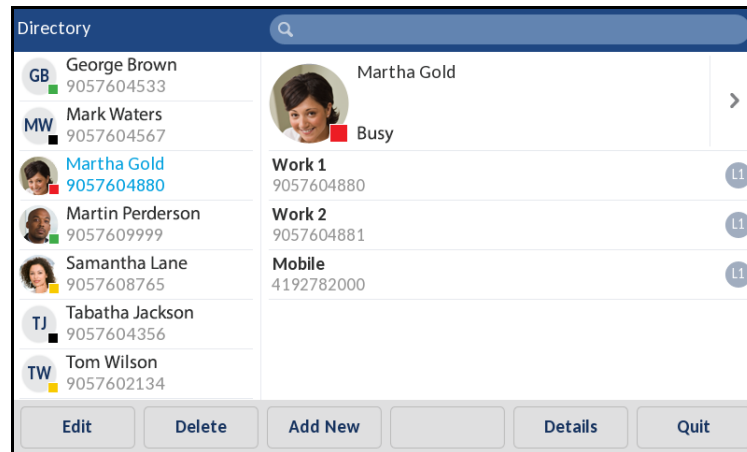 Directory
GB
George Brown
9057604533
MW
Mark Waters
9057604567
Martha Gold
9057604880
Martin Perderson
9057609999
Samantha Lane
9057608765
TJ
Tabatha Jackson
9057604356
TW
Tom Wilson
9057602134
Martha Gold
Busy
Work 1
9057604880
L1
Work 2
9057604881
L1
Mobile
4192782000
L1
Edit
Delete
Add New
Details
Quit